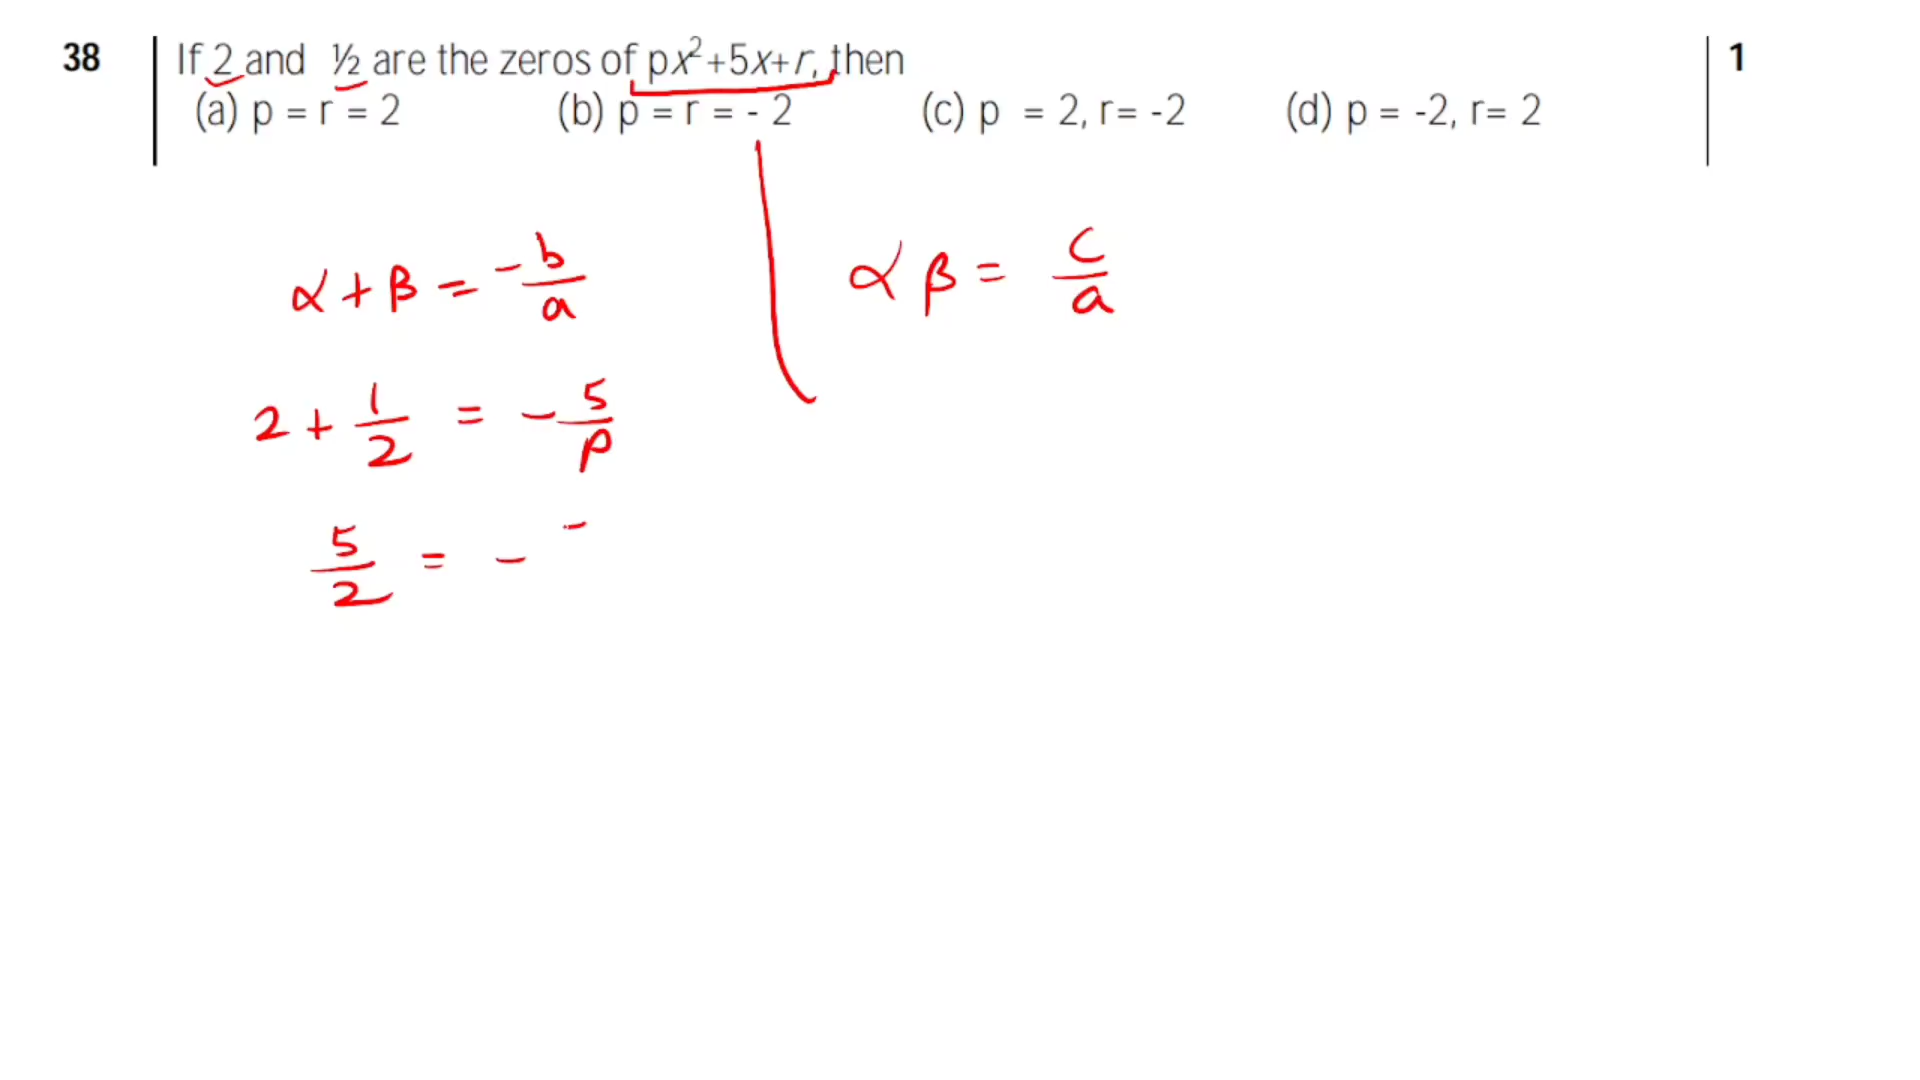 38 If 2 and ½ are the zeros of px²+5x+r, then 1
(a) p = r = 2 (b) p = r = - 2 (c) p = 2, r= -2 (d) p = -2, r= 2
α + β = -b/a αβ = c/a
2 + 1/2 = - 5/p
5/2 = -